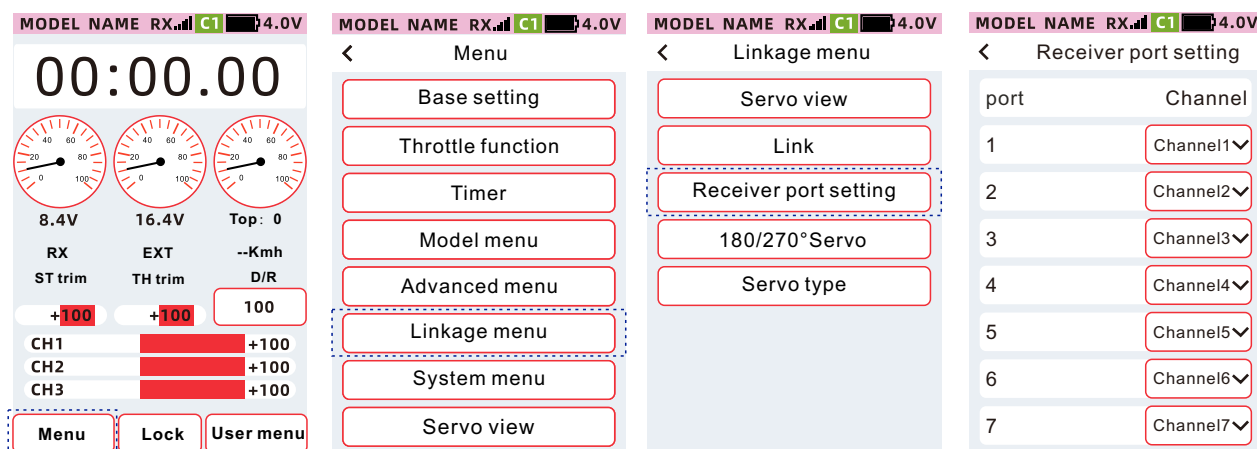 MODEL NAME RX C1 4.0V
00:00.00
0 20 40 60 80 100
0 20 40 60 80 100
0 20 40 60 80 100
8.4V 16.4V Top: 0
RX EXT --Kmh
ST trim TH trim D/R
+100 +100 100
CH1 +100
CH2 +100
CH3 +100
Menu Lock User menu
MODEL NAME RX C1 4.0V
Menu
Base setting
Throttle function
Timer
Model menu
Advanced menu
Linkage menu
System menu
Servo view
MODEL NAME RX C1 4.0V
Linkage menu
Servo view
Link
Receiver port setting
180/270°Servo
Servo type
MODEL NAME RX C1 4.0V
Receiver port setting
port Channel
1 Channel1
2 Channel2
3 Channel3
4 Channel4
5 Channel5
6 Channel6
7 Channel7